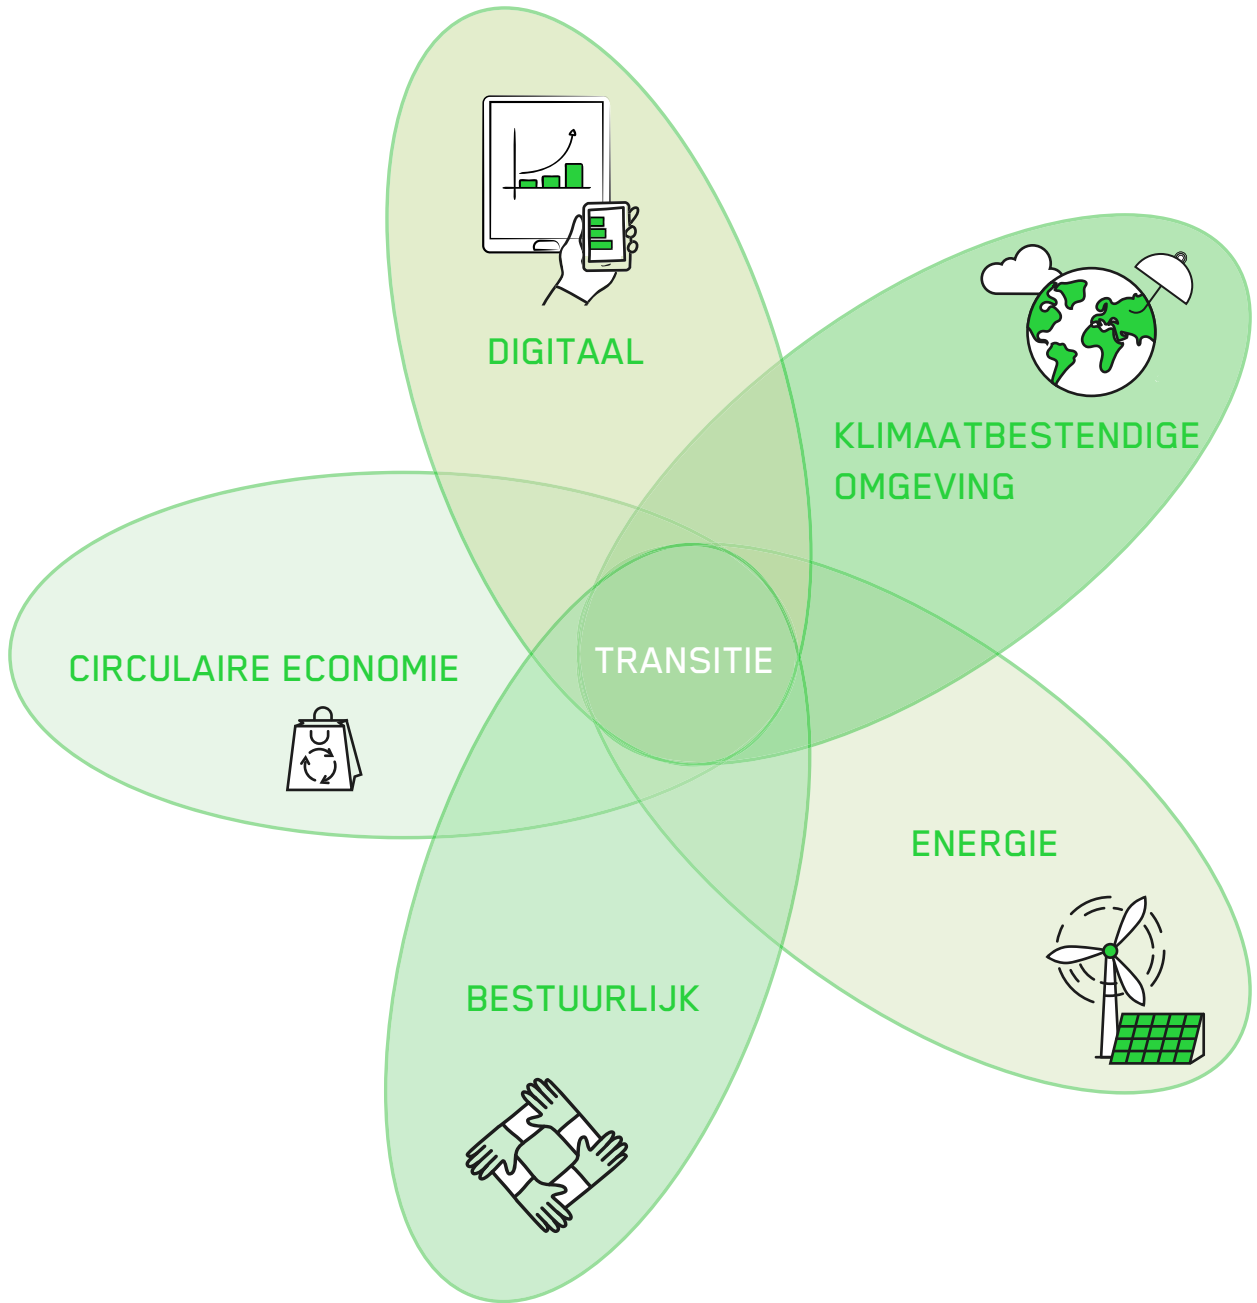 DIGITAAL
KLIMAATBESTENDIGE
OMGEVING
TRANSITIE
CIRCULAIRE ECONOMIE
ENERGIE
BESTUURLIJK